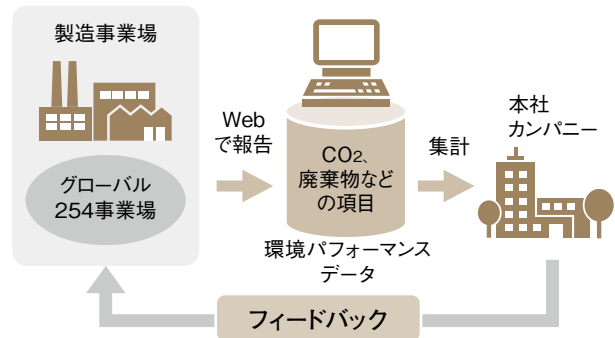 製造事業場
グローバル
254事業場
Web
で報告
CO2、
廃棄物など
の項目
環境パフォーマンス
データ
集計
本社
カンパニー
フィードバック